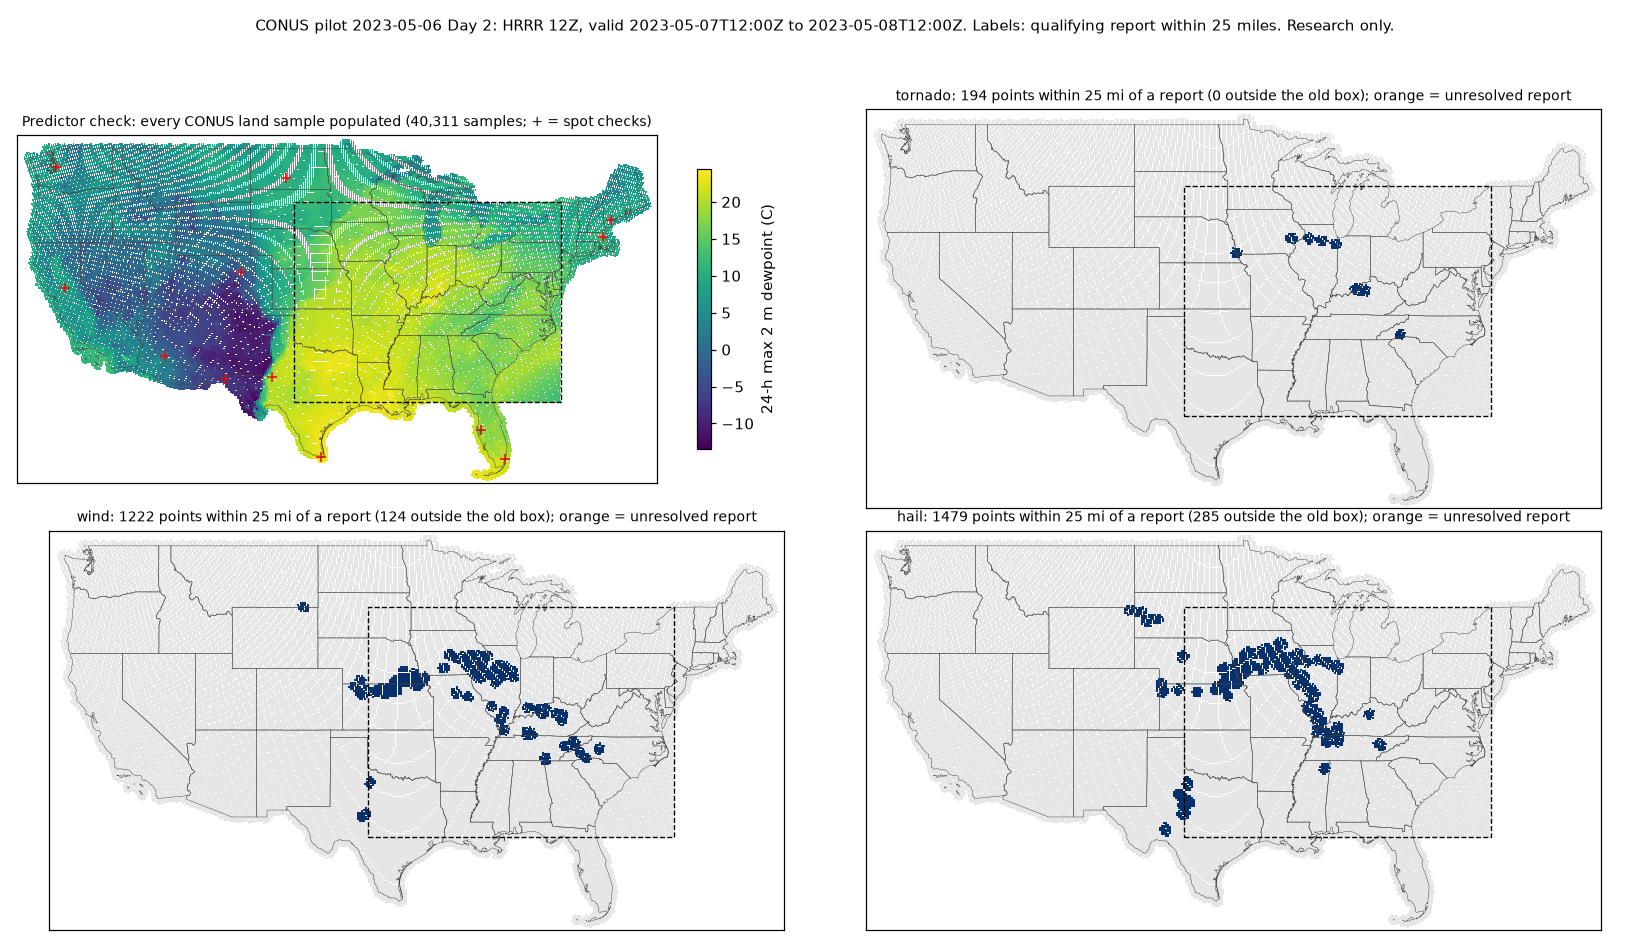 CONUS pilot 2023-05-06 Day 2: HRRR 12Z, valid 2023-05-07T12:00Z to 2023-05-08T12:00Z. Labels: qualifying report within 25 miles. Research only.
Predictor check: every CONUS land sample populated (40,311 samples; + = spot checks)
20
15
10
5
0
−5
−10
24-h max 2 m dewpoint (C)
tornado: 194 points within 25 mi of a report (0 outside the old box); orange = unresolved report
wind: 1222 points within 25 mi of a report (124 outside the old box); orange = unresolved report
hail: 1479 points within 25 mi of a report (285 outside the old box); orange = unresolved report